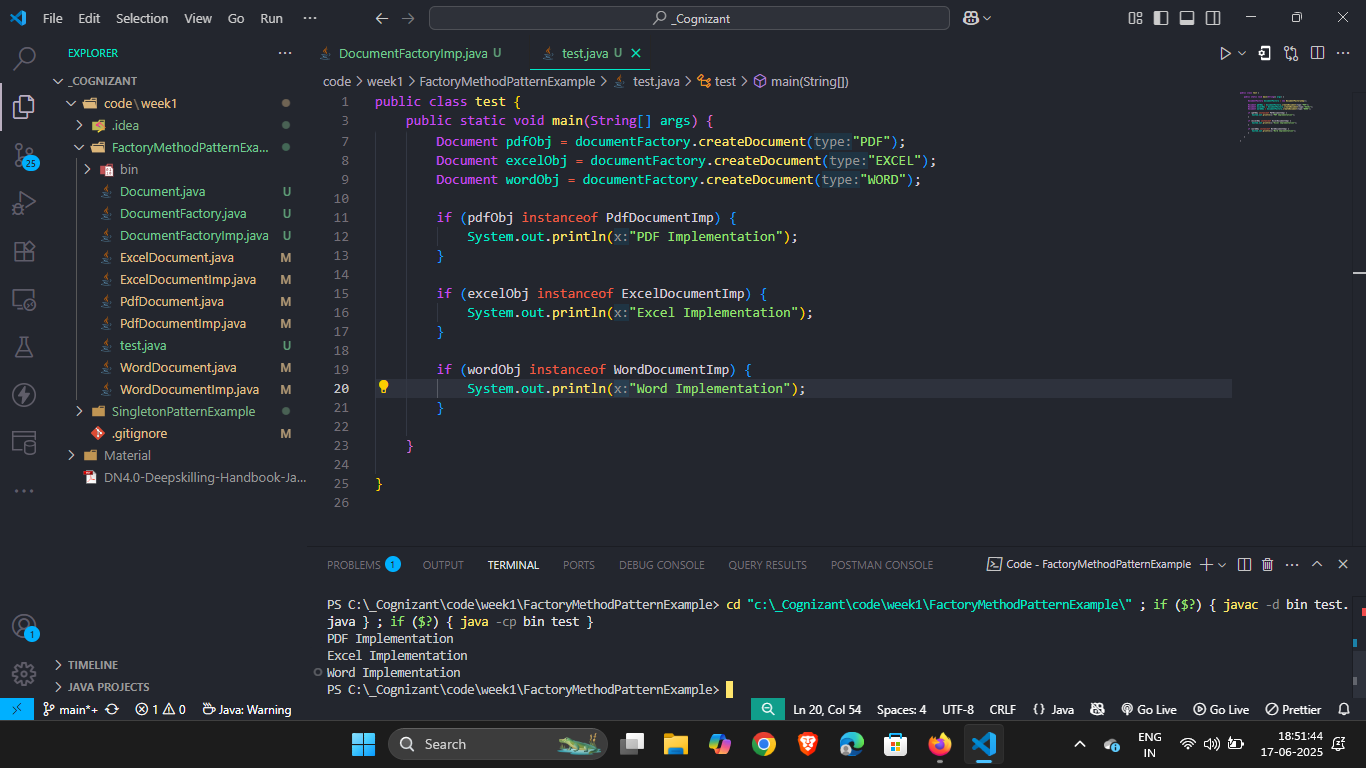 File Edit Selection View Go Run ··· _Cognizant
EXPLORER ···
_COGNIZANT
code\week1
.idea
FactoryMethodPatternExa...
bin
Document.java U
DocumentFactory.java U
DocumentFactoryImp.java U
ExcelDocument.java M
ExcelDocumentImp.java M
PdfDocument.java M
PdfDocumentImp.java M
test.java U
WordDocument.java M
WordDocumentImp.java M
SingletonPatternExample
.gitignore M
Material
DN4.0-Deepskilling-Handbook-Ja...
TIMELINE
JAVA PROJECTS
25
1
DocumentFactoryImp.java U test.java U
code > week1 > FactoryMethodPatternExample > test.java > test > main(String[])
1 public class test {
3 public static void main(String[] args) {
7 Document pdfObj = documentFactory.createDocument(type:"PDF");
8 Document excelObj = documentFactory.createDocument(type:"EXCEL");
9 Document wordObj = documentFactory.createDocument(type:"WORD");
10
11 if (pdfObj instanceof PdfDocumentImp) {
12 System.out.println(x:"PDF Implementation");
13 }
14
15 if (excelObj instanceof ExcelDocumentImp) {
16 System.out.println(x:"Excel Implementation");
17 }
18
19 if (wordObj instanceof WordDocumentImp) {
20 System.out.println(x:"Word Implementation");
21 }
22
23 }
24
25 }
26
PROBLEMS 1 OUTPUT TERMINAL PORTS DEBUG CONSOLE QUERY RESULTS POSTMAN CONSOLE Code - FactoryMethodPatternExample
PS C:\_Cognizant\code\week1\FactoryMethodPatternExample> cd "c:\_Cognizant\code\week1\FactoryMethodPatternExample\" ; if ($?) { javac -d bin test.
java } ; if ($?) { java -cp bin test }
PDF Implementation
Excel Implementation
Word Implementation
PS C:\_Cognizant\code\week1\FactoryMethodPatternExample>
main*+ 1 0 Java: Warning Ln 20, Col 54 Spaces: 4 UTF-8 CRLF {} Java Go Live Go Live Prettier
Search
ENG
IN
18:51:44
17-06-2025